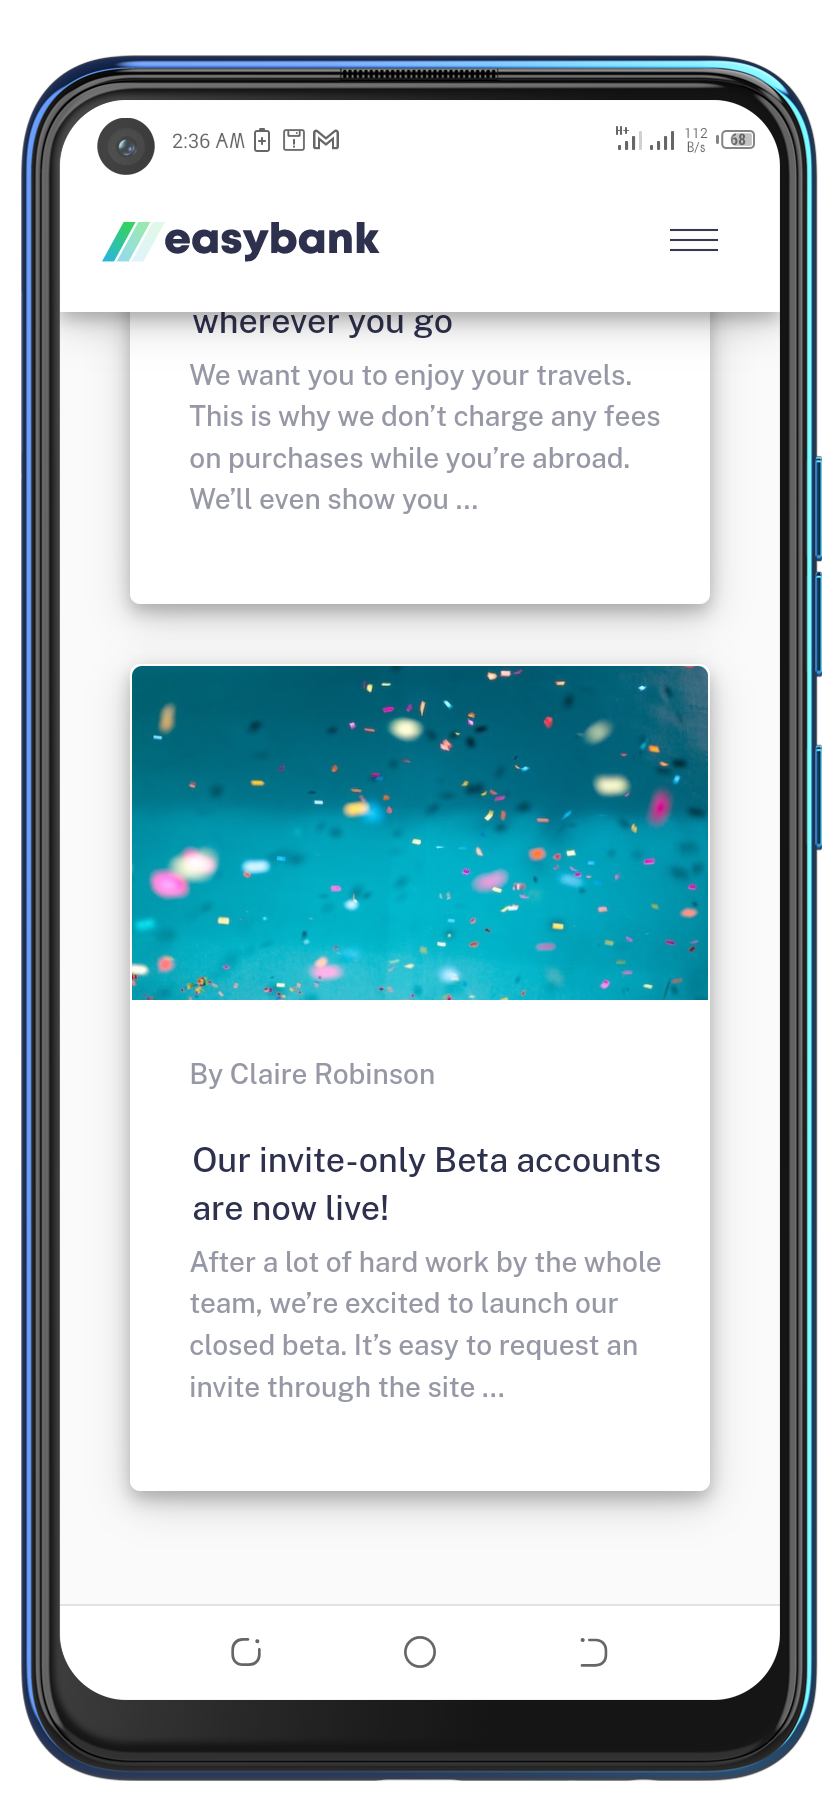 2:36 AM
H+
112
B/s
68
easybank
wherever you go
We want you to enjoy your travels.
This is why we don’t charge any fees
on purchases while you’re abroad.
We’ll even show you ...
By Claire Robinson
Our invite-only Beta accounts
are now live!
After a lot of hard work by the whole
team, we’re excited to launch our
closed beta. It’s easy to request an
invite through the site ...